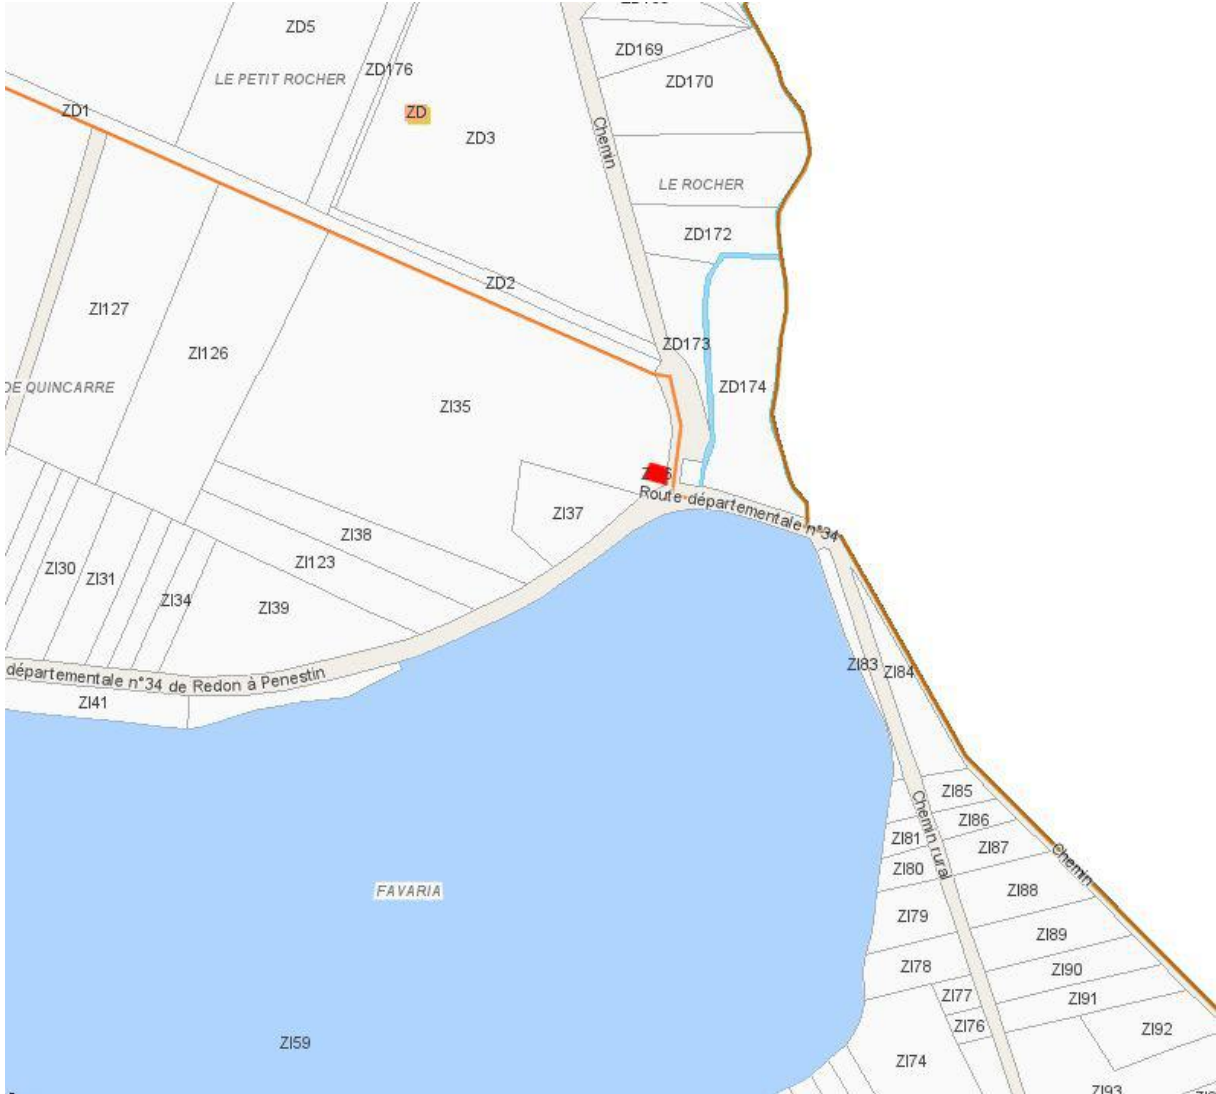 ZD5
ZD169
LE PETIT ROCHER
ZD176
ZD170
ZD1
ZD
ZD3
Chemin
LE ROCHER
ZD172
ZD2
ZI127
ZD173
ZI126
DE QUINCARRE
ZD174
ZI35
Route départementale n°34
ZI37
ZI38
ZI123
ZI30
ZI31
ZI34
ZI39
départementale n°34 de Redon à Penestin
ZI83
ZI84
ZI41
ZI85
Chemin rural
ZI86
ZI81
ZI87
Chemin
ZI80
FAVARIA
ZI88
ZI79
ZI89
ZI78
ZI90
ZI77
ZI91
ZI76
ZI92
ZI59
ZI74
ZI93